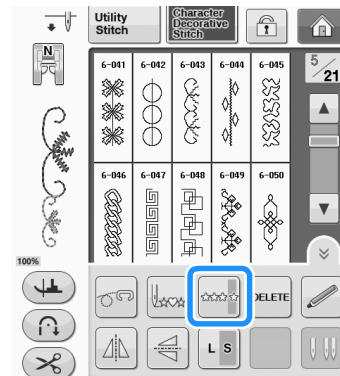 Utility
Stitch
Character
Decorative
Stitch
N
5/21
6-041 6-042 6-043 6-044 6-045
6-046 6-047 6-048 6-049 6-050
100%
DELETE
L S